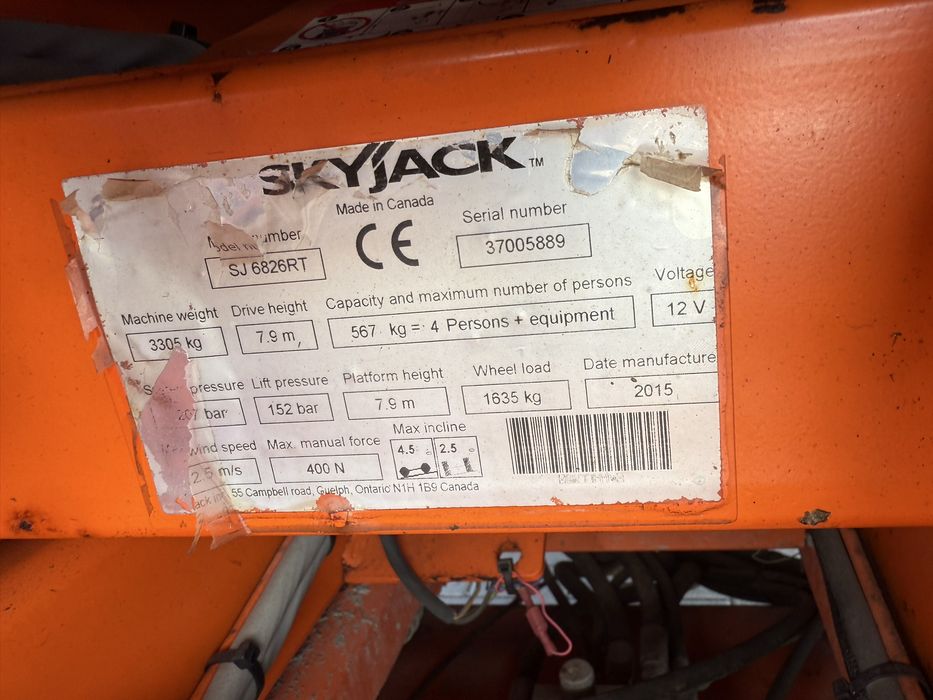 SKYJACK™
Made in Canada
CE
Serial number
37005889
SJ 6826RT
Machine weight
3305 kg
Drive height
7.9 m
Capacity and maximum number of persons
567 kg = 4 Persons + equipment
Voltage
12 V
pressure
bar
Lift pressure
152 bar
Platform height
7.9 m
Wheel load
1635 kg
Date manufacture
2015
wind speed
m/s
Max. manual force
400 N
Max incline
4.5 2.5
55 Campbell road, Guelph, Ontario N1H 1B9 Canada